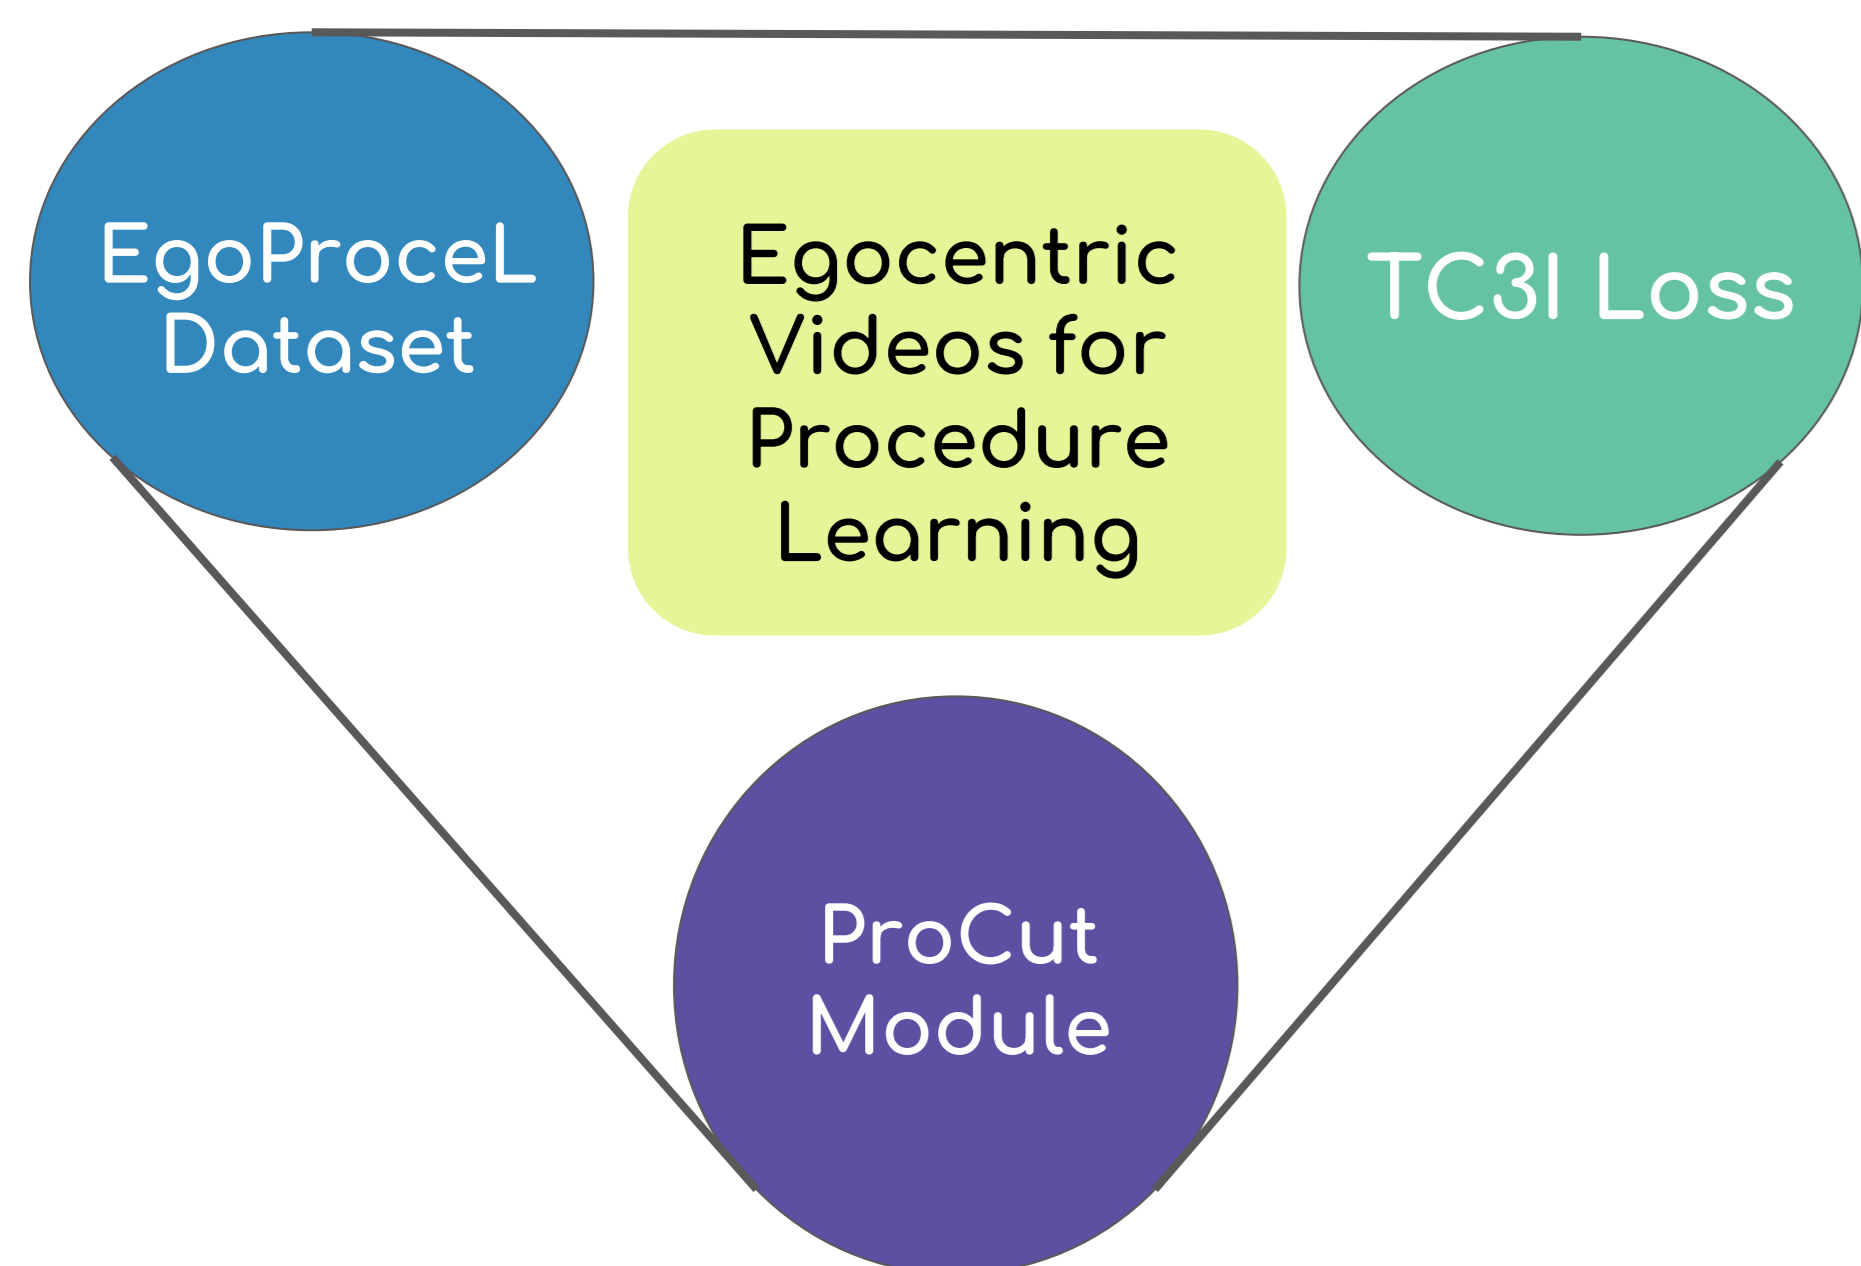 EgoProceL
Dataset
Egocentric
Videos for
Procedure
Learning
TC3I Loss
ProCut
Module